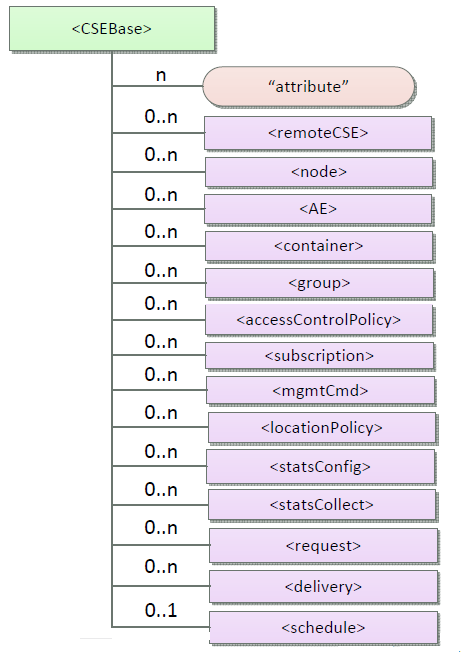 <CSEBase>
n
“attribute”
0..n
<remoteCSE>
0..n
<node>
0..n
<AE>
0..n
<container>
0..n
<group>
0..n
<accessControlPolicy>
0..n
<subscription>
0..n
<mgmtCmd>
0..n
<locationPolicy>
0..n
<statsConfig>
0..n
<statsCollect>
0..n
<request>
0..n
<delivery>
0..1
<schedule>